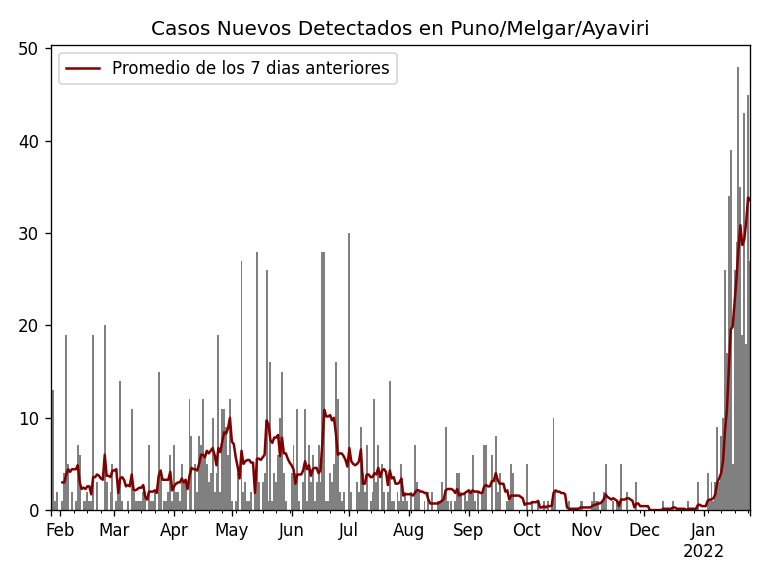 Casos Nuevos Detectados en Puno/Melgar/Ayaviri
Promedio de los 7 dias anteriores
50
40
30
20
10
0
Feb Mar Apr May Jun Jul Aug Sep Oct Nov Dec Jan
2022